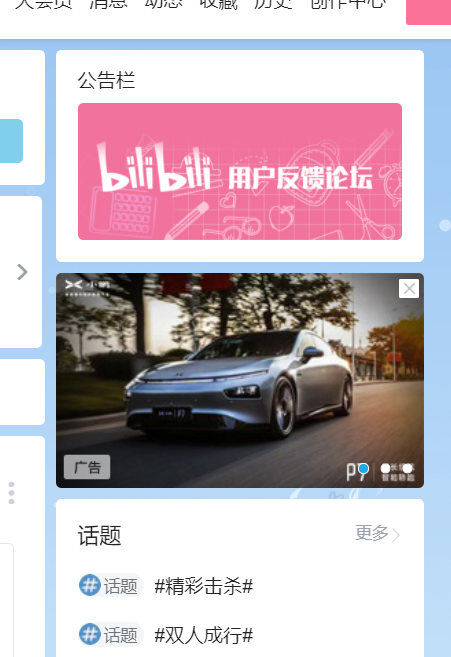 大会员 消息 动态 收藏 历史 创作中心
公告栏
bilibili 用户反馈论坛
小鹏
广告
P7
话题 更多
话题 #精彩击杀#
话题 #双人成行#